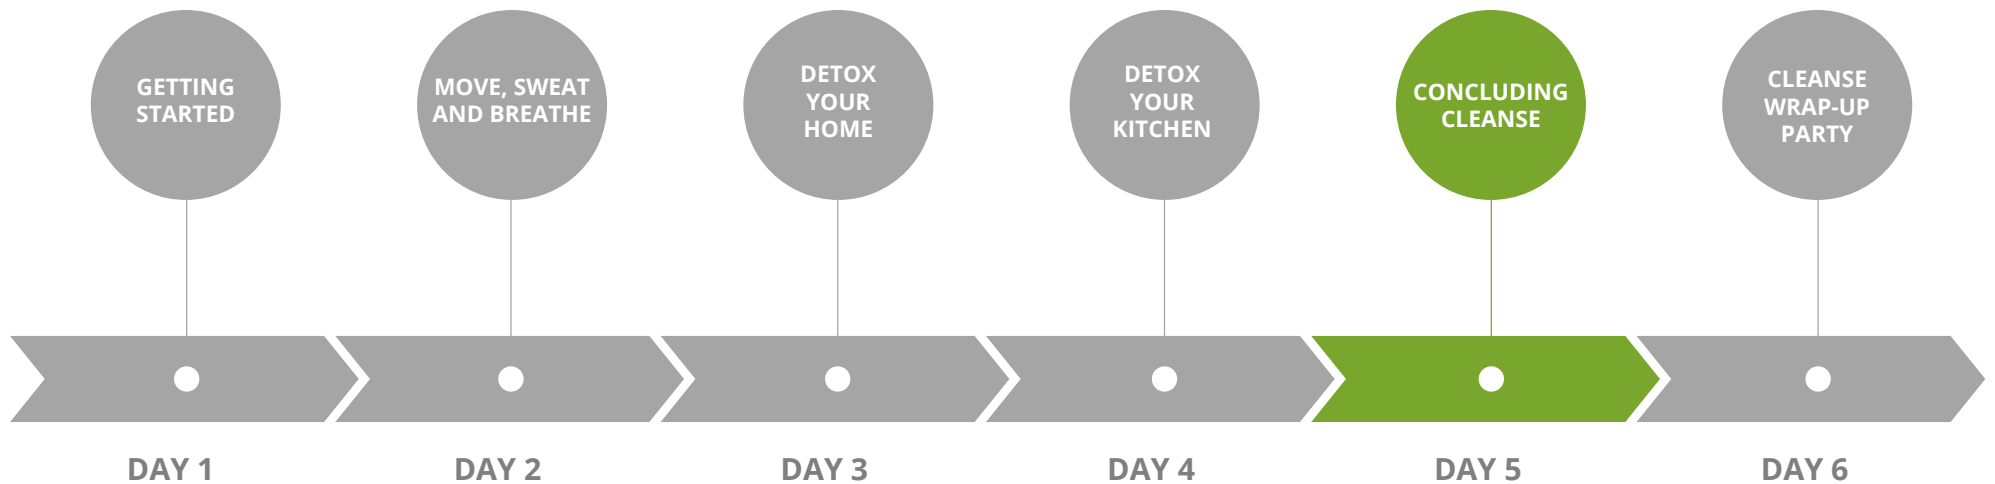 GETTING
STARTED
MOVE, SWEAT
AND BREATHE
DETOX
YOUR
HOME
DETOX
YOUR
KITCHEN
CONCLUDING
CLEANSE
CLEANSE
WRAP-UP
PARTY
DAY 1
DAY 2
DAY 3
DAY 4
DAY 5
DAY 6